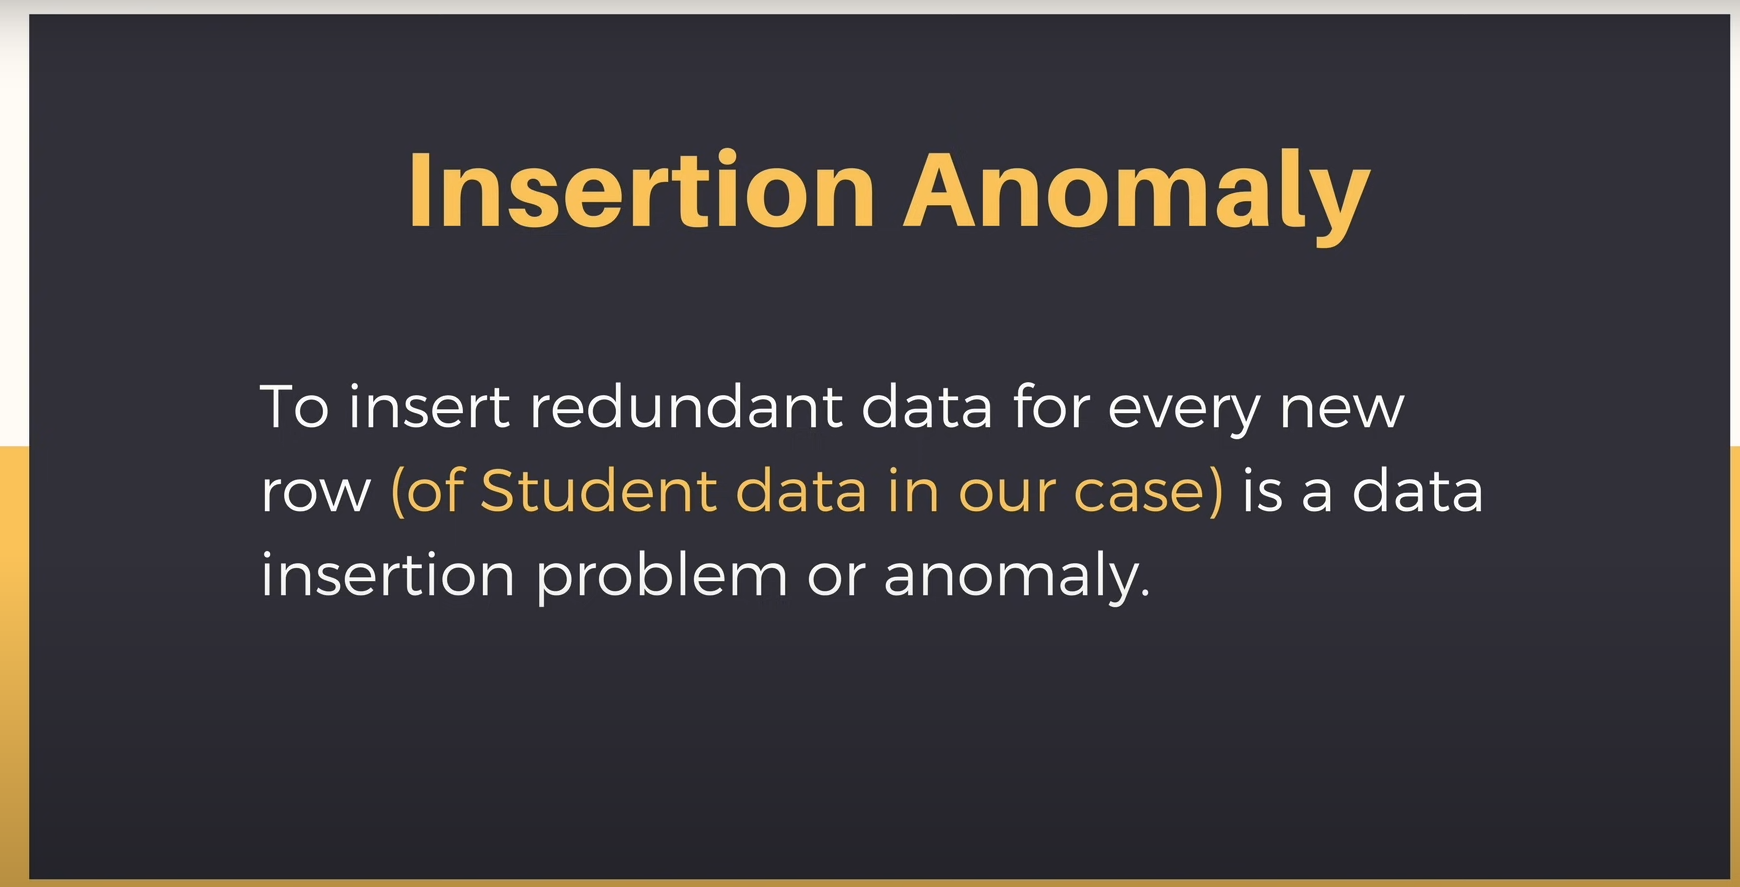 Insertion Anomaly
To insert redundant data for every new
row (of Student data in our case) is a data
insertion problem or anomaly.